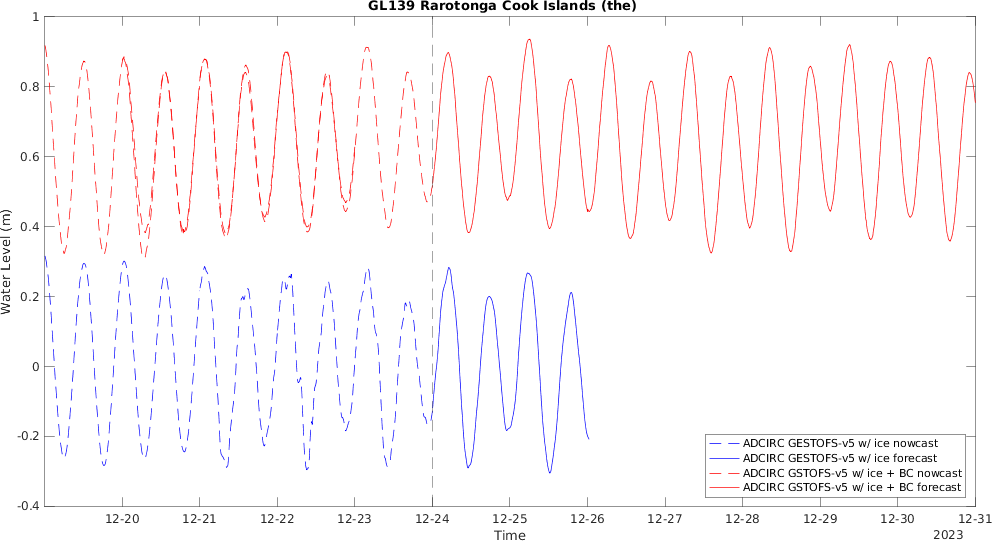 GL139 Rarotonga Cook Islands (the)
1
0.8
0.6
0.4
0.2
0
-0.2
-0.4
Water Level (m)
ADCIRC GESTOFS-v5 w/ ice nowcast
ADCIRC GESTOFS-v5 w/ ice forecast
ADCIRC GSTOFS-v5 w/ ice + BC nowcast
ADCIRC GSTOFS-v5 w/ ice + BC forecast
12-20 12-21 12-22 12-23 12-24 12-25 12-26 12-27 12-28 12-29 12-30 12-31
Time
2023